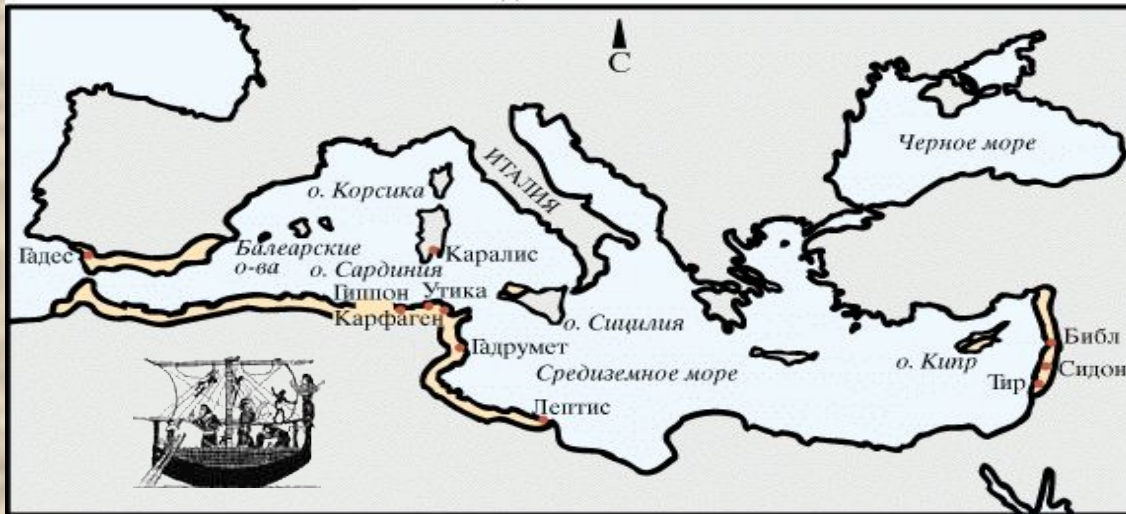 С
Черное море
ИТАЛИЯ
о. Корсика
Гадес
Балеарские
о-ва
Каралис
о. Сардиния
Гиппон Утика
Карфаген
о. Сицилия
Гадрумет
Средиземное море
о. Кипр
Библ
Сидон
Тир
Лептис